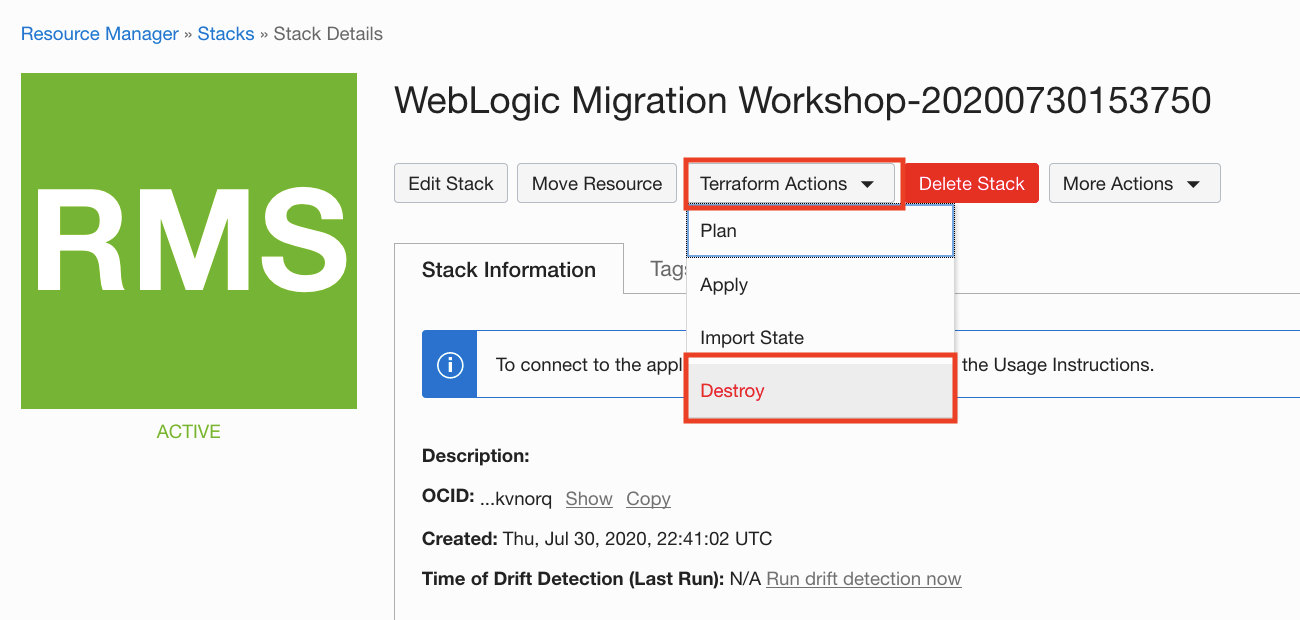 Resource Manager » Stacks » Stack Details
RMS
ACTIVE
WebLogic Migration Workshop-20200730153750
Edit Stack Move Resource Terraform Actions Delete Stack More Actions
Plan
Apply
Import State
Destroy
Stack Information Tags
To connect to the appl the Usage Instructions.
Description:
OCID: ...kvnorq Show Copy
Created: Thu, Jul 30, 2020, 22:41:02 UTC
Time of Drift Detection (Last Run): N/A Run drift detection now